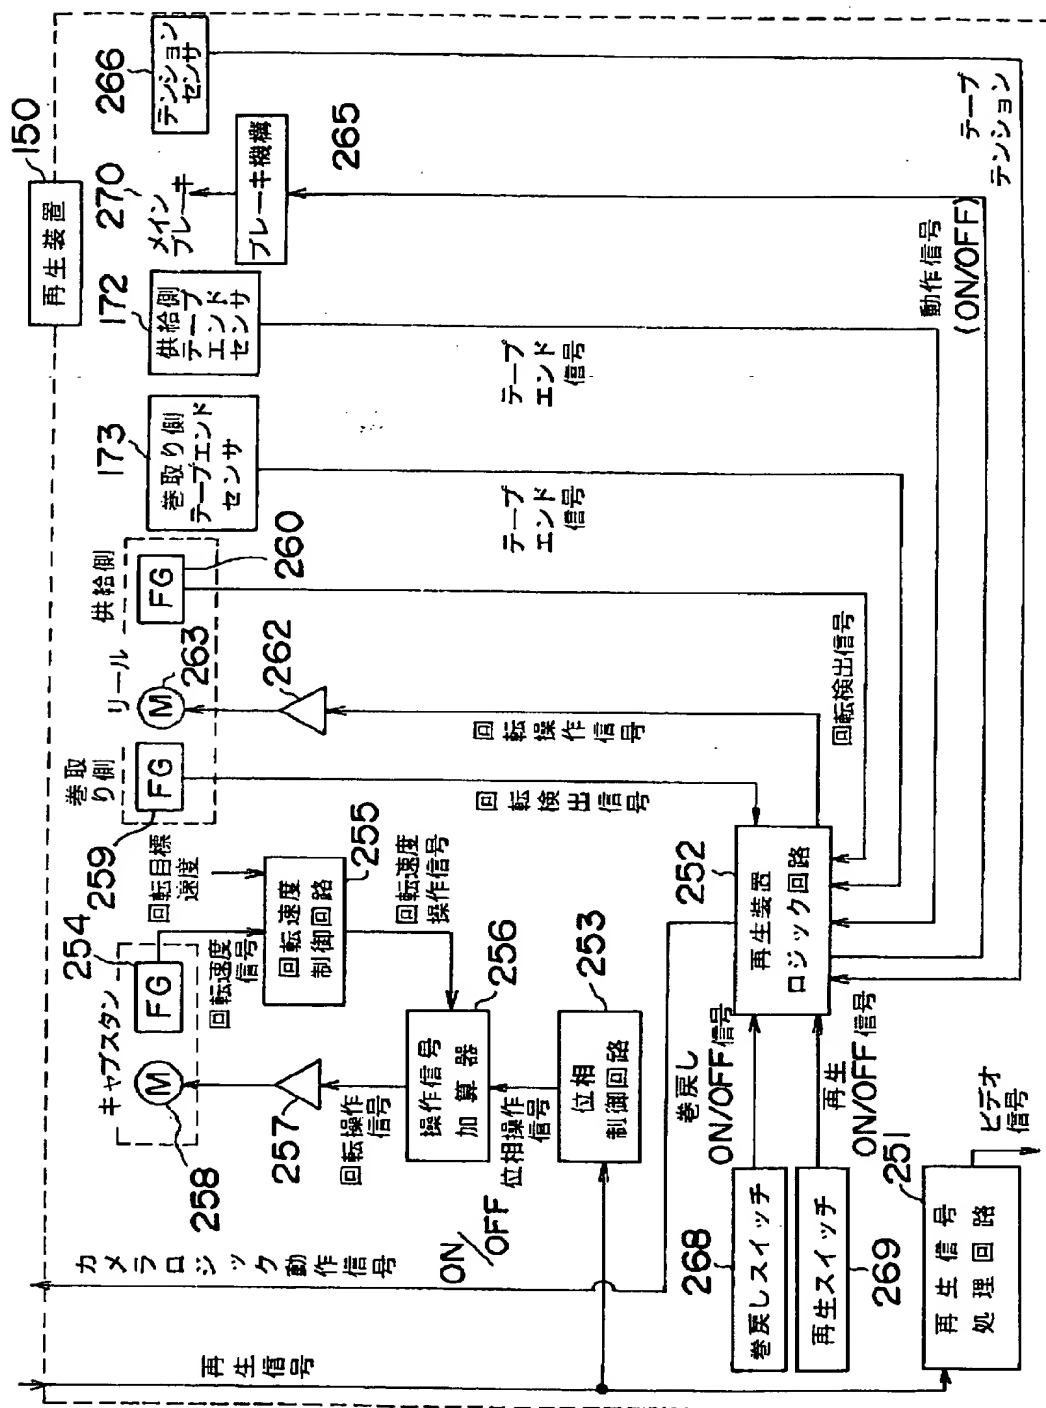 150
再生装置
266
テンション
センサ
270
メイン
ブレーキ
ブレーキ機構
265
172
供給側
テープ
エンド
センサ
173
巻取り側
テープエンド
センサ
テープ
エンド
信号
テープ
エンド
信号
動作信号
(ON/OFF)
テープ
テンション
供給側
FG
260
リール
M
263
262
巻取
り側
FG
259
回転操作信号
回転検出信号
回転検出信号
キャプスタン
254
FG
M
258
回転速度
信号
回転目標
速度
回転速度
制御回路
255
回転速度
操作信号
257
回転操作
信号
操作信号
加算器
256
位相操作
信号
位相
制御回路
253
252
再生装置
ロジック回路
ON/OFF
カメラロジック動作信号
再生信号
巻戻し
ON/OFF信号
再生
ON/OFF信号
巻戻しスイッチ
268
再生スイッチ
269
251
再生信号
処理回路
ビデオ
信号